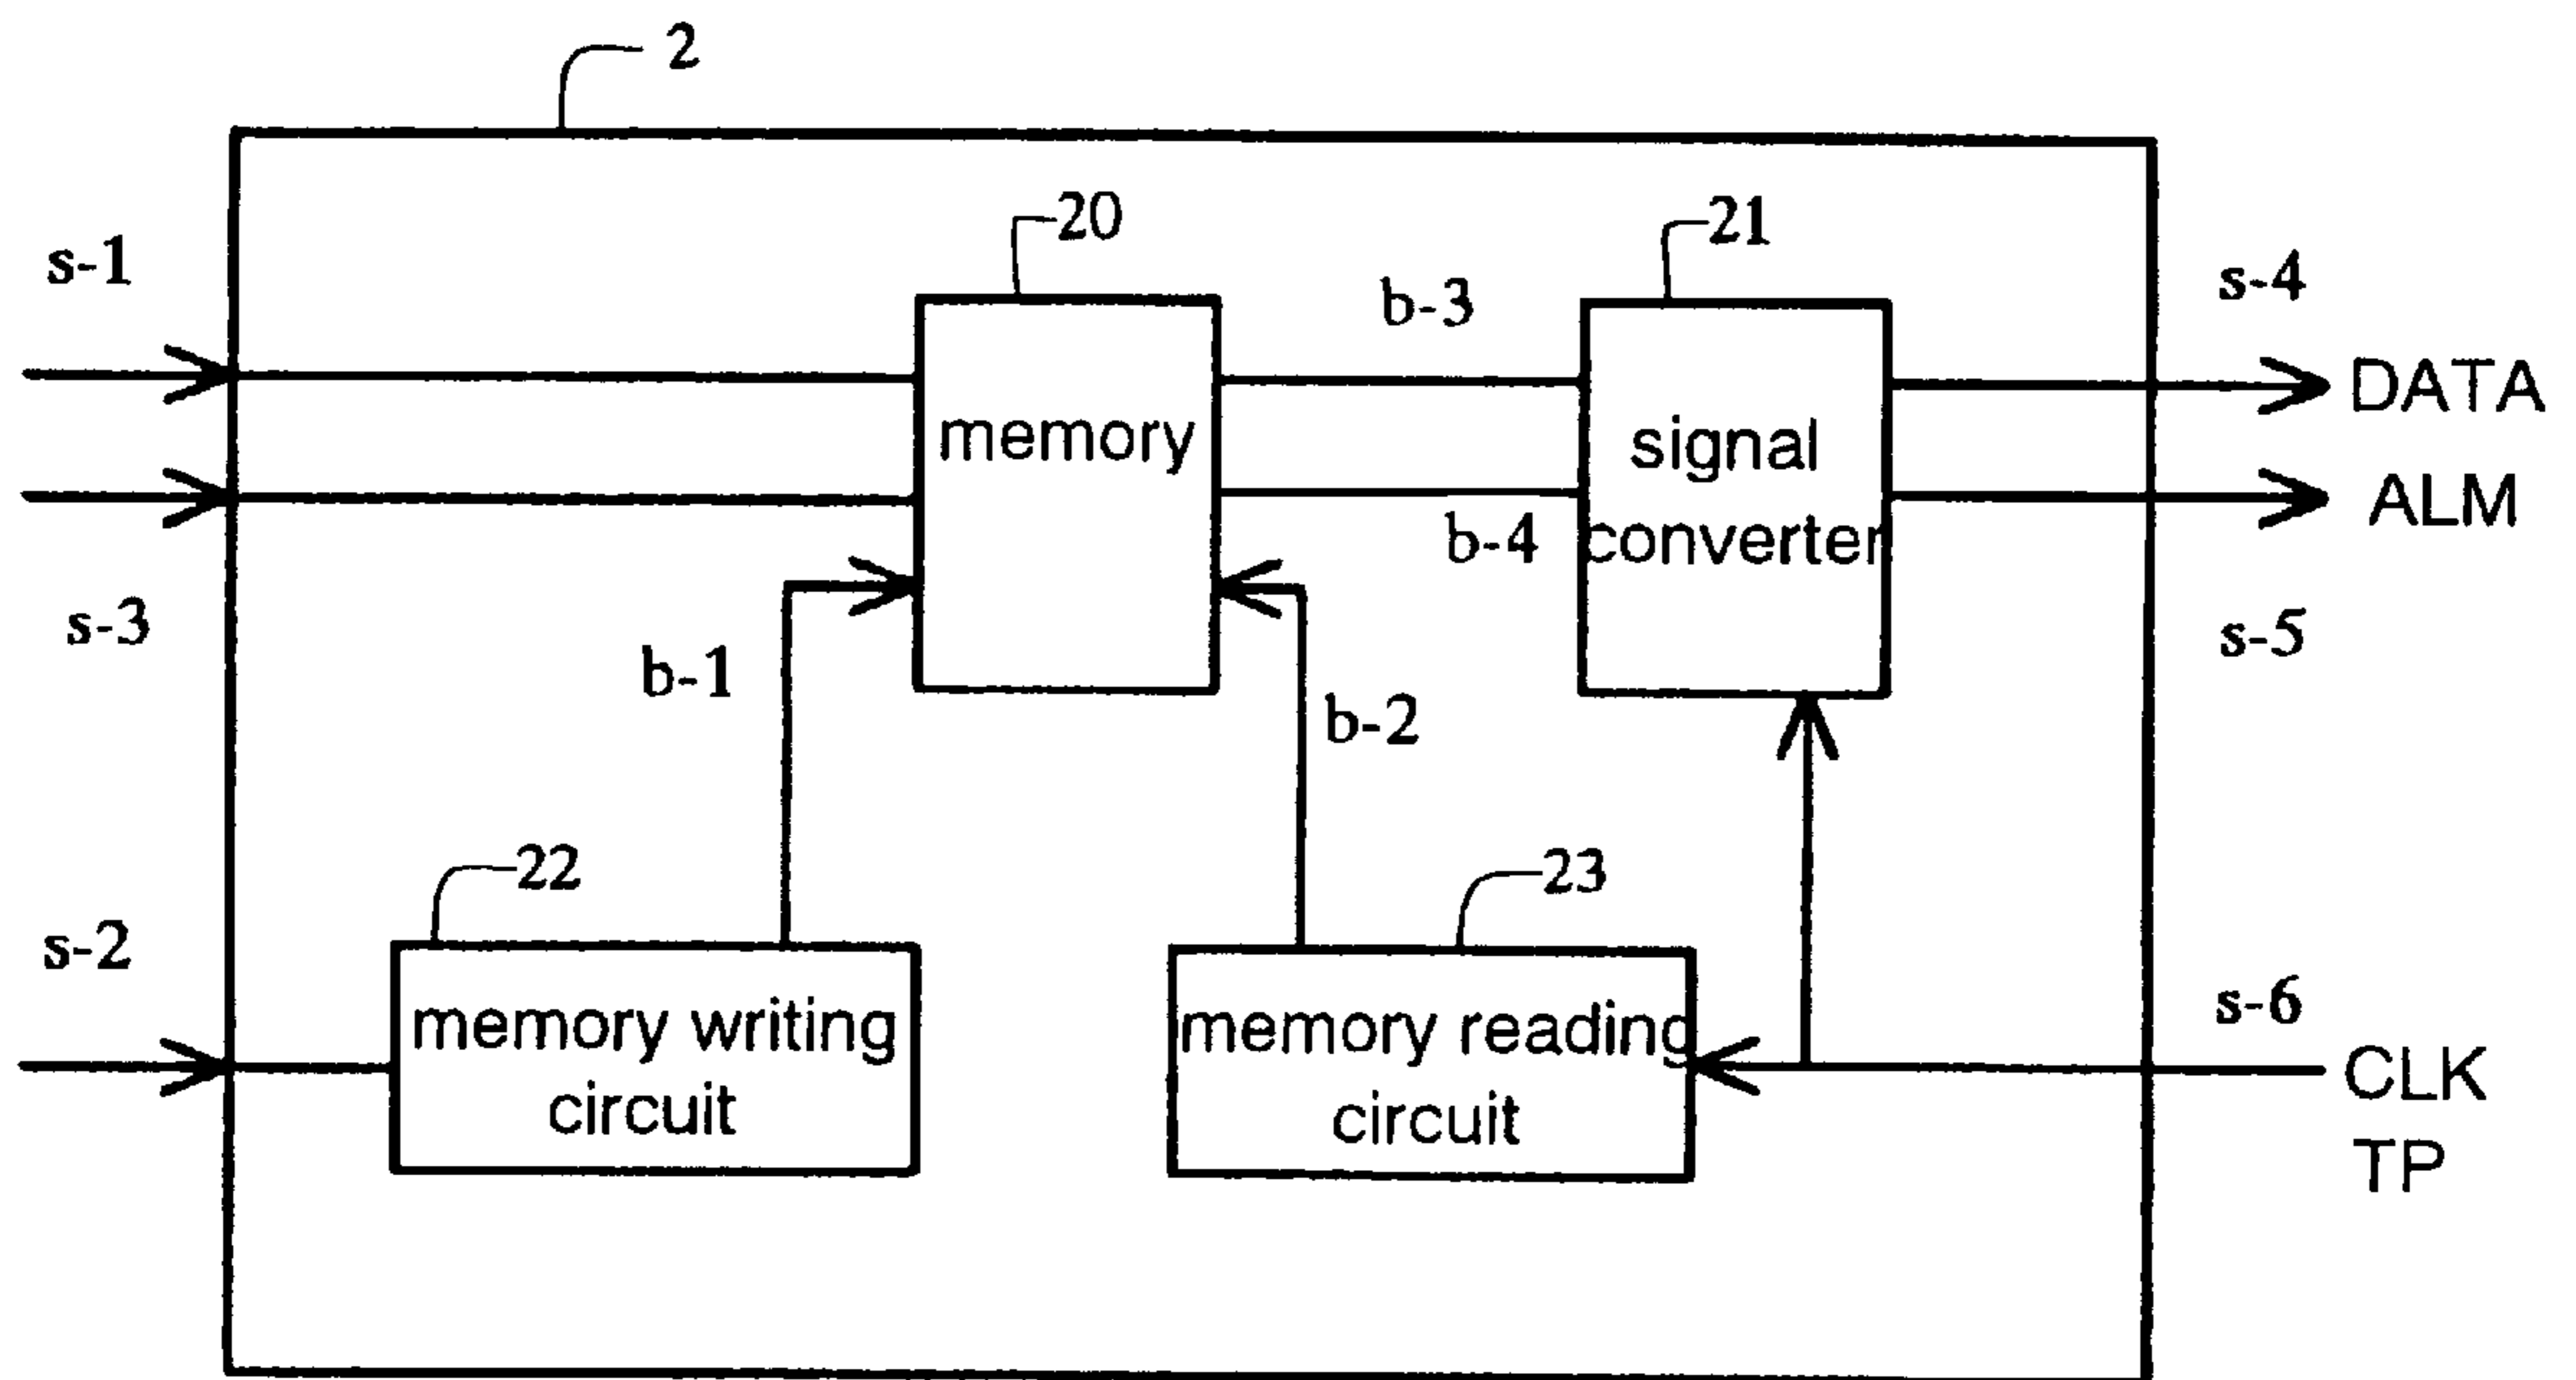 2
20
21
s-1
b-3
s-4
DATA
memory
signal
converter
ALM
b-4
s-3
s-5
b-1
b-2
22
23
s-2
s-6
memory writing
circuit
memory reading
circuit
CLK
TP